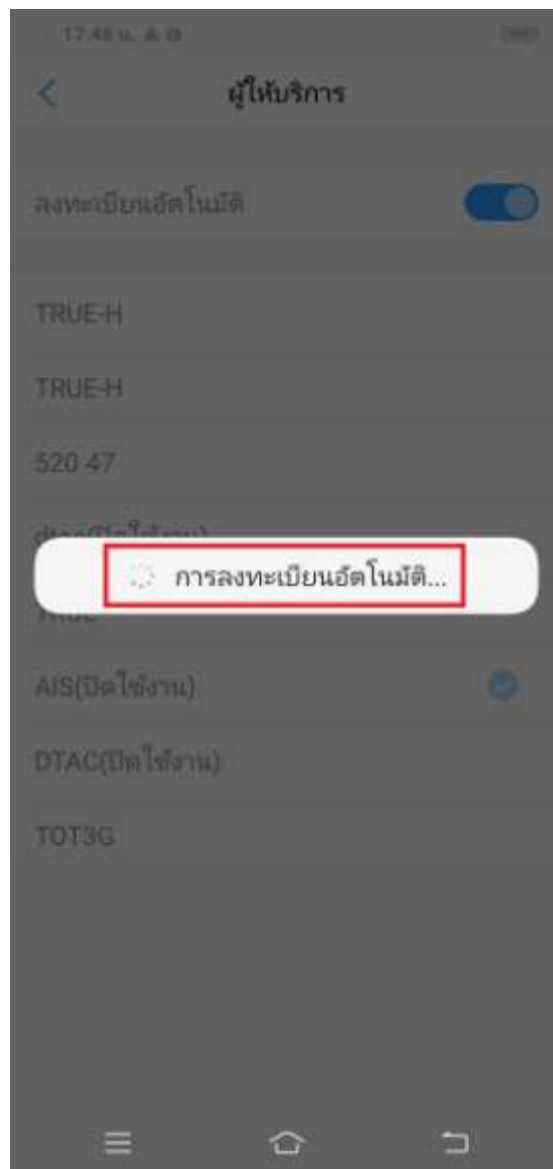 17.48 น.
ผู้ให้บริการ
ลงทะเบียนอัตโนมัติ
TRUE-H
TRUE-H
520 47
การลงทะเบียนอัตโนมัติ...
AIS(ปิดใช้งาน)
DTAC(ปิดใช้งาน)
TOT3G